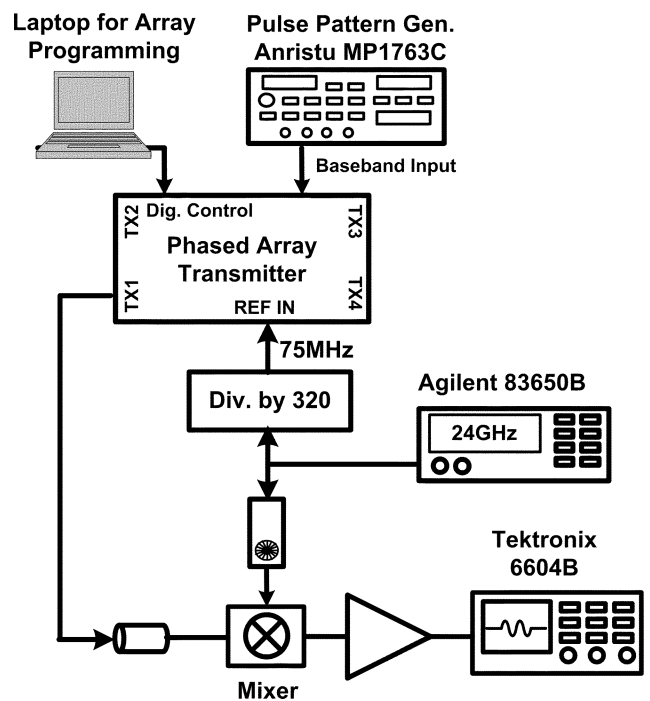 Laptop for Array
Programming
Pulse Pattern Gen.
Anristu MP1763C
Baseband Input
TX2
Dig. Control
TX3
Phased Array
Transmitter
TX1
REF IN
TX4
75MHz
Div. by 320
Agilent 83650B
24GHz
Tektronix
6604B
Mixer